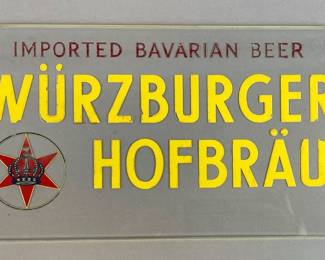 IMPORTED BAVARIAN BEER
WÜRZBURGER
HOFBRÄU